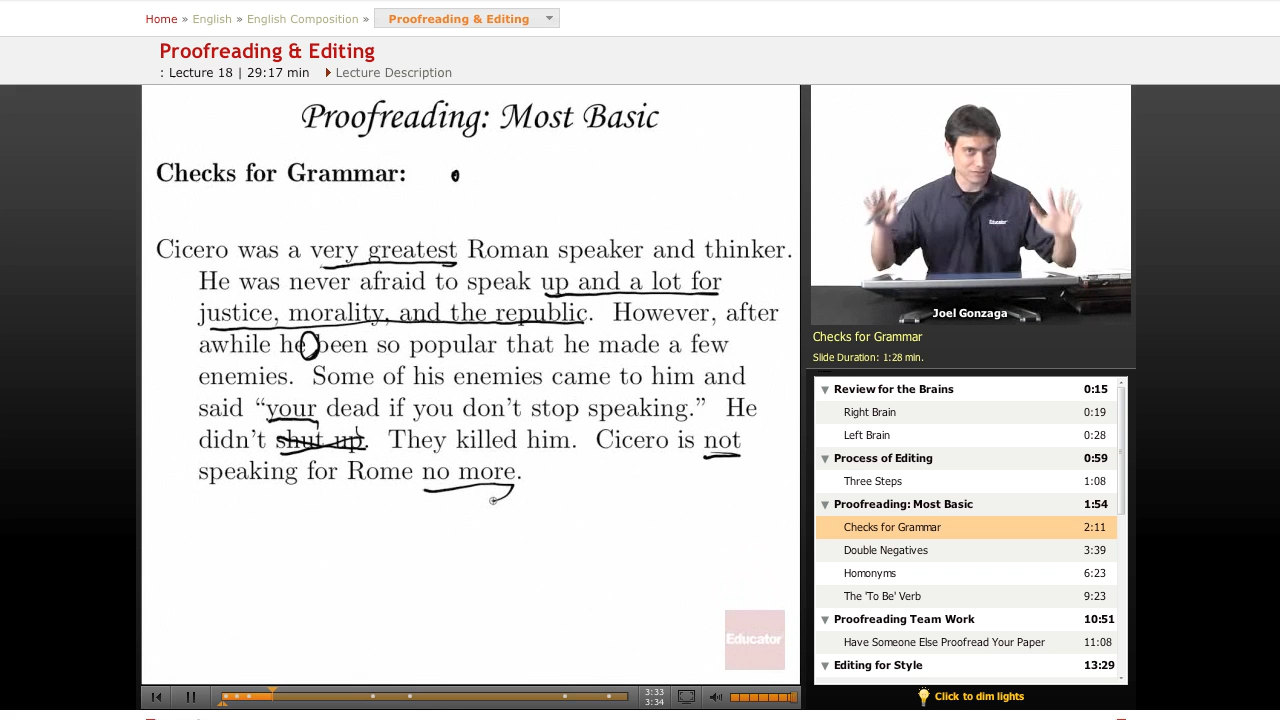 Home » English » English Composition » Proofreading & Editing
Proofreading & Editing
: Lecture 18 | 29:17 min Lecture Description
Proofreading: Most Basic
Checks for Grammar:
Cicero was a very greatest Roman speaker and thinker.
He was never afraid to speak up and a lot for
justice, morality, and the republic. However, after
awhile he been so popular that he made a few
enemies. Some of his enemies came to him and
said “your dead if you don’t stop speaking.” He
didn’t shut up. They killed him. Cicero is not
speaking for Rome no more.
Educator
3:33
3:34
Educator
Joel Gonzaga
Checks for Grammar
Slide Duration: 1:28 min.
Review for the Brains 0:15
Right Brain 0:19
Left Brain 0:28
Process of Editing 0:59
Three Steps 1:08
Proofreading: Most Basic 1:54
Checks for Grammar 2:11
Double Negatives 3:39
Homonyms 6:23
The 'To Be' Verb 9:23
Proofreading Team Work 10:51
Have Someone Else Proofread Your Paper 11:08
Editing for Style 13:29
Click to dim lights